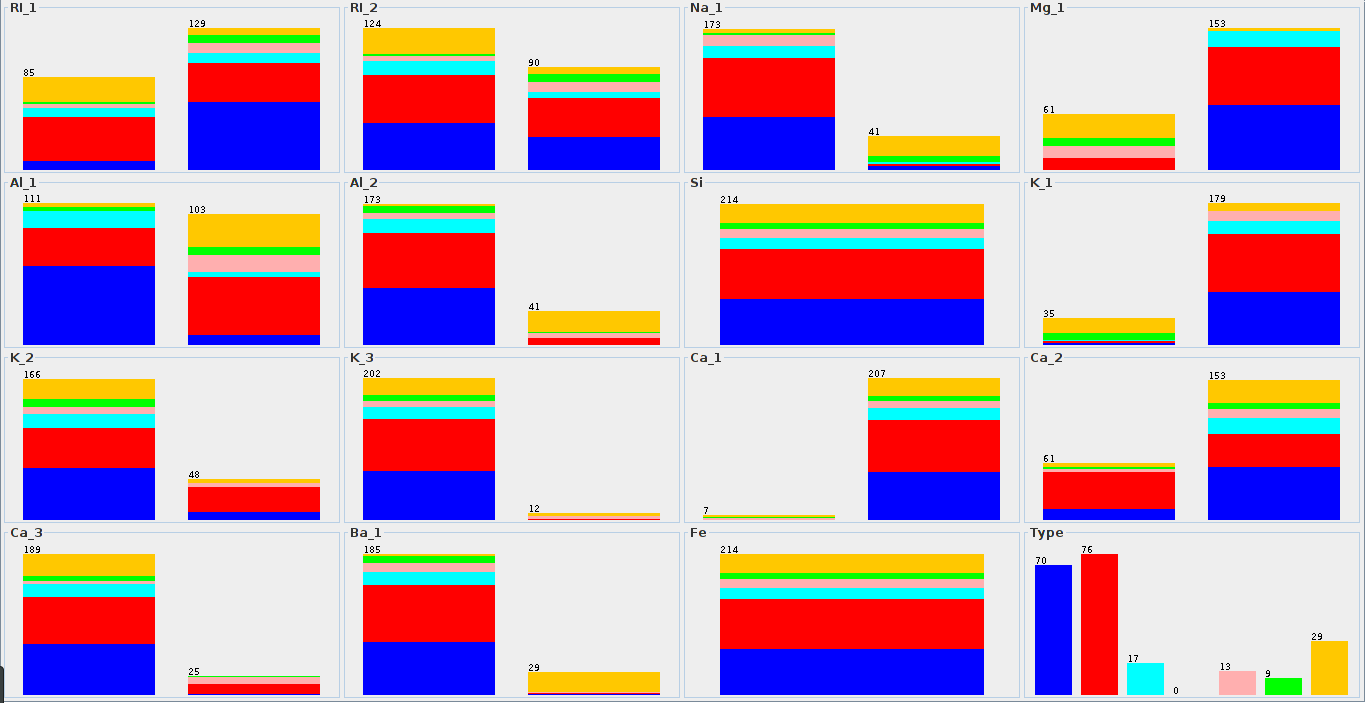 RI_1
85
129
RI_2
124
90
Na_1
173
41
Mg_1
61
153
Al_1
111
103
Al_2
173
41
Si
214
K_1
35
179
K_2
166
48
K_3
202
12
Ca_1
7
207
Ca_2
61
153
Ca_3
189
25
Ba_1
185
29
Fe
214
Type
70
76
17
0
13
9
29